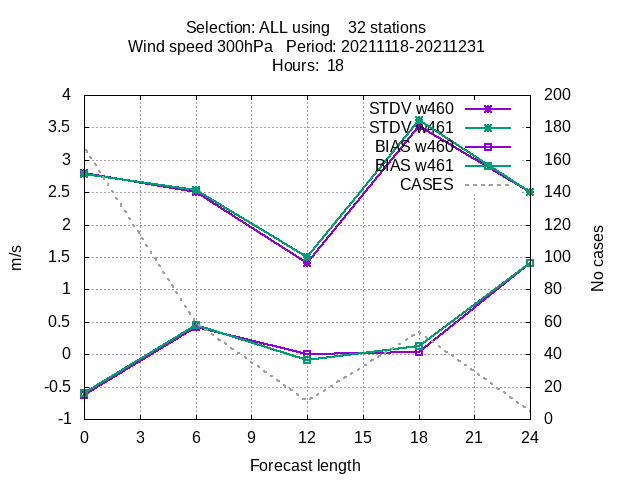 Selection: ALL using    32 stations
Wind speed 300hPa   Period: 20211118-20211231
Hours:  18
STDV w460
STDV w461
BIAS w460
BIAS w461
CASES
4
3.5
3
2.5
2
1.5
1
0.5
0
-0.5
-1
200
180
160
140
120
100
80
60
40
20
0
m/s
No cases
0 3 6 9 12 15 18 21 24
Forecast length